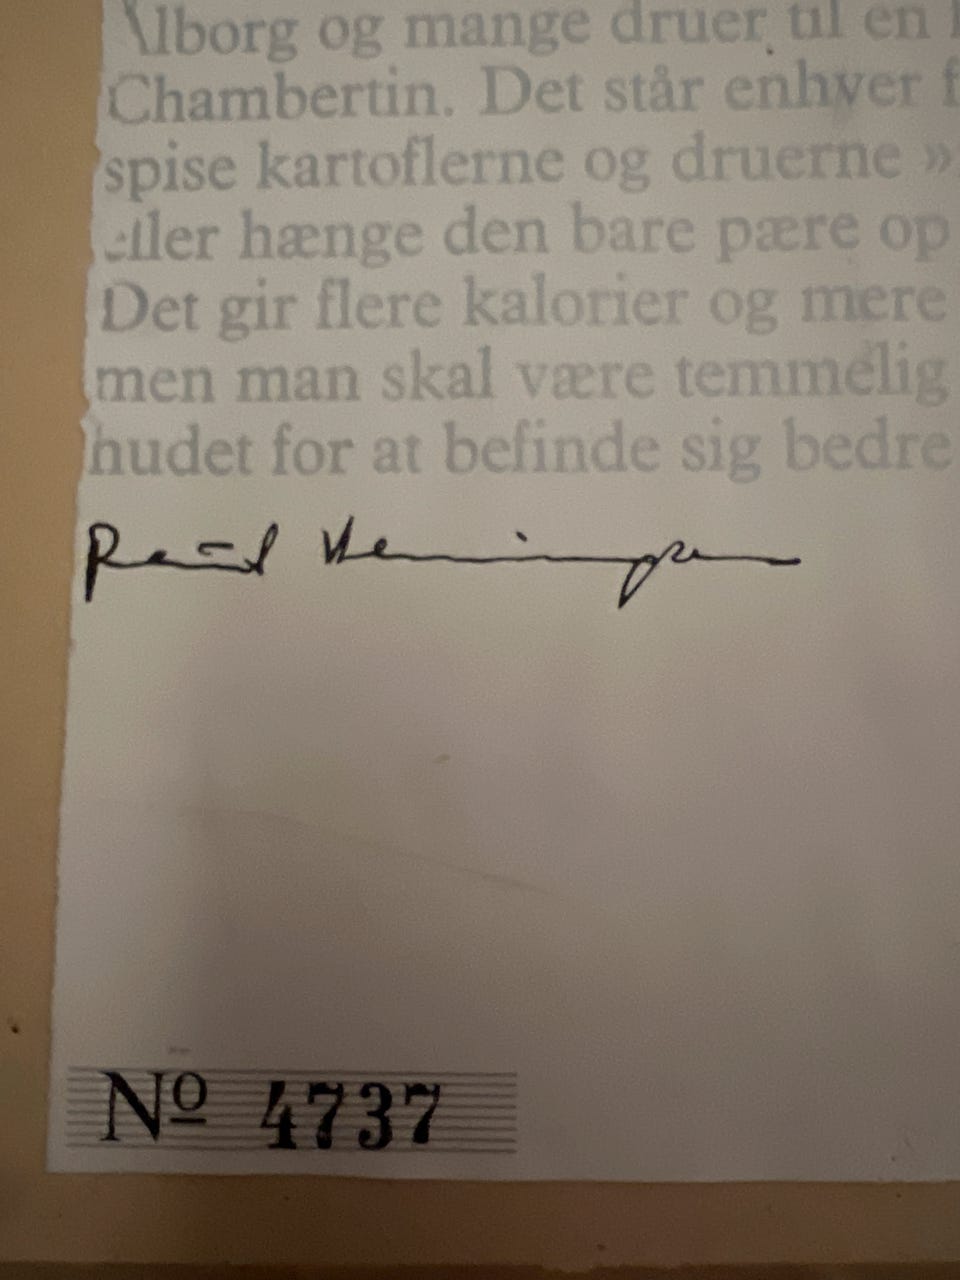 Ålborg og mange druer til en
Chambertin. Det står enhver
spise kartoflerne og druerne »
eller hænge den bare pære op
Det gir flere kalorier og mere
men man skal være temmelig
hudet for at befinde sig bedre
Poul Henningsen
Nº 4737